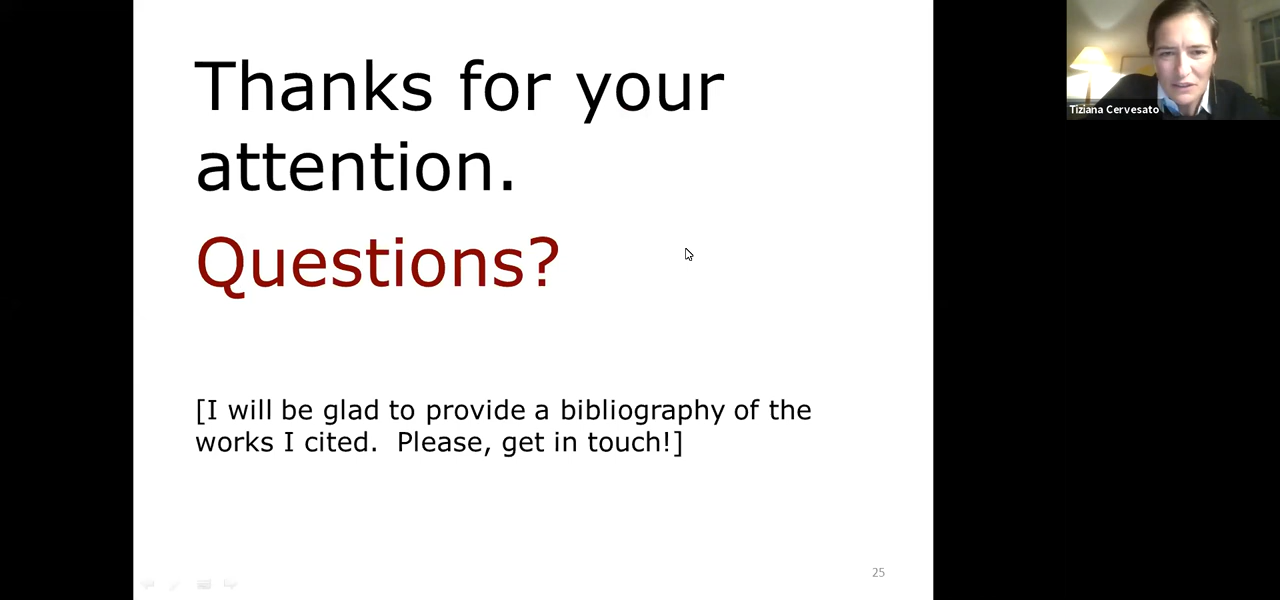 Thanks for your
attention.
Questions?
[I will be glad to provide a bibliography of the
works I cited.  Please, get in touch!]
25
Tiziana Cervesato